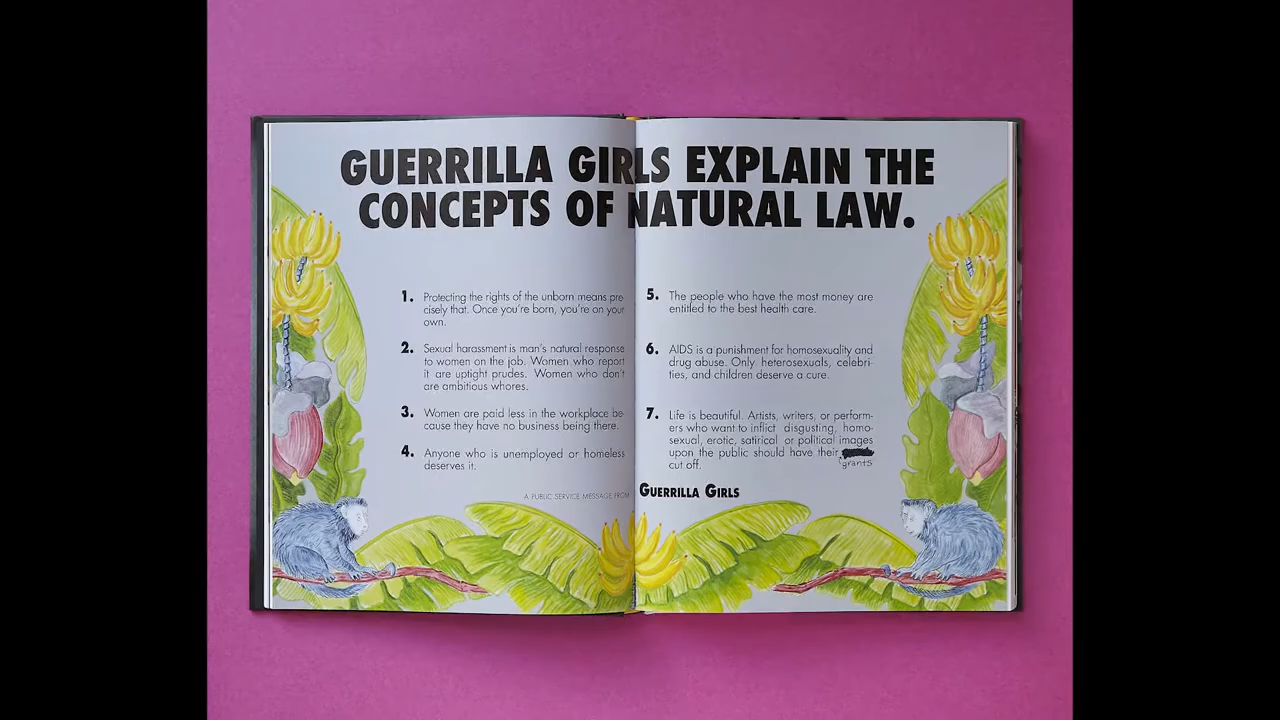 GUERRILLA GIRLS EXPLAIN THE
CONCEPTS OF NATURAL LAW.
1. Protecting the rights of the unborn means pre-
cisely that. Once you're born, you're on your
own.
2. Sexual harassment is man's natural response
to women on the job. Women who report
it are uptight prudes. Women who don't
are ambitious whores.
3. Women are paid less in the workplace be-
cause they have no business being there.
4. Anyone who is unemployed or homeless
deserves it.
5. The people who have the most money are
entitled to the best health care.
6. AIDS is a punishment for homosexuality and
drug abuse. Only heterosexuals, celebri-
ties, and children deserve a cure.
7. Life is beautiful. Artists, writers, or perform-
ers who want to inflict disgusting, homo-
sexual, erotic, satirical or political images
upon the public should have their
grants
cut off.
A PUBLIC SERVICE MESSAGE FROM GUERRILLA GIRLS